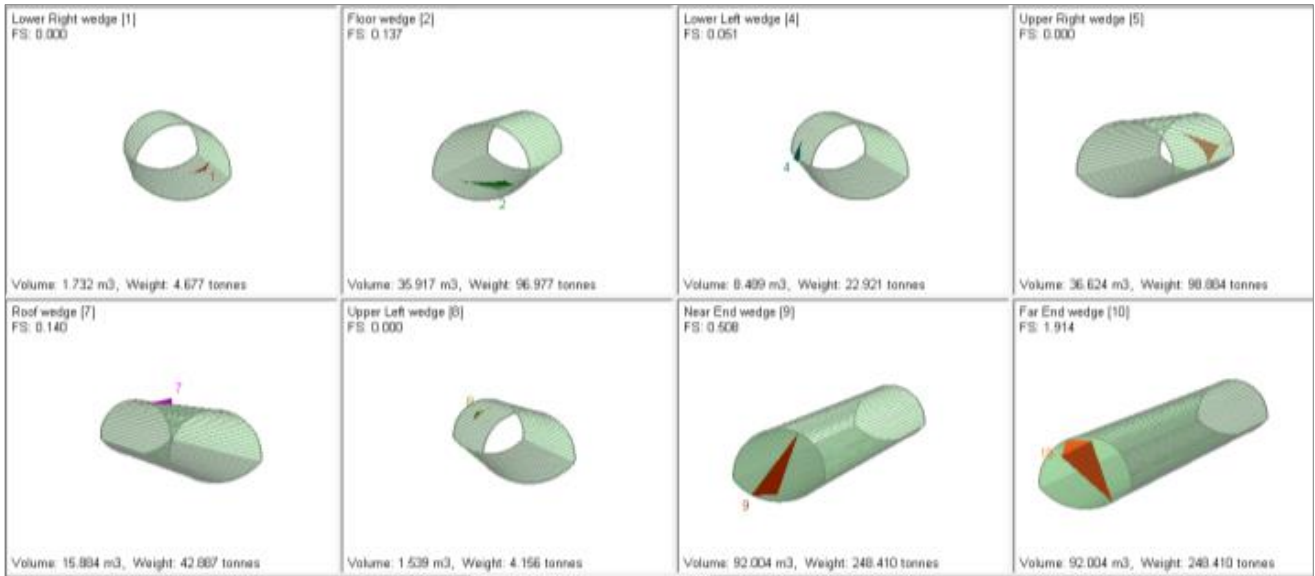 Lower Right wedge [1]
FS: 0.000
1
Volume: 1.732 m3, Weight: 4.677 tonnes
Floor wedge [2]
FS: 0.137
2
Volume: 35.917 m3, Weight: 96.977 tonnes
Lower Left wedge [4]
FS: 0.051
4
Volume: 8.489 m3, Weight: 22.921 tonnes
Upper Right wedge [5]
FS: 0.000
Volume: 36.624 m3, Weight: 98.884 tonnes
Roof wedge [7]
FS: 0.140
7
Volume: 15.884 m3, Weight: 42.887 tonnes
Upper Left wedge [8]
FS: 0.000
8
Volume: 1.539 m3, Weight: 4.156 tonnes
Near End wedge [9]
FS: 0.508
9
Volume: 92.004 m3, Weight: 248.410 tonnes
Far End wedge [10]
FS: 1.914
10
Volume: 92.004 m3, Weight: 248.410 tonnes